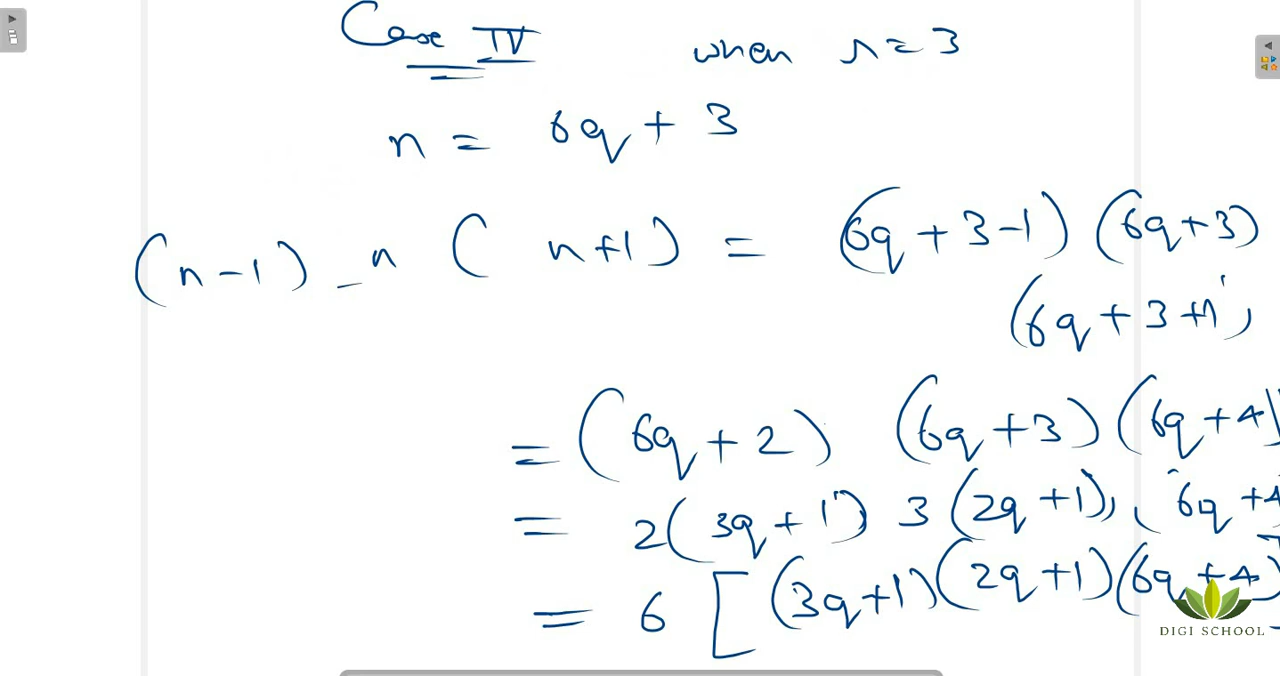 Case IV when r = 3
n = 6q + 3
(n-1) . n ( n+1) = (6q + 3-1) (6q+3)
(6q + 3 +1)
= (6q + 2) (6q +3) (6q + 4)
= 2(3q + 1) 3 (2q +1), (6q +4
= 6 [ (3q+1) (2q +1) (6q + 4)
DIGI SCHOOL